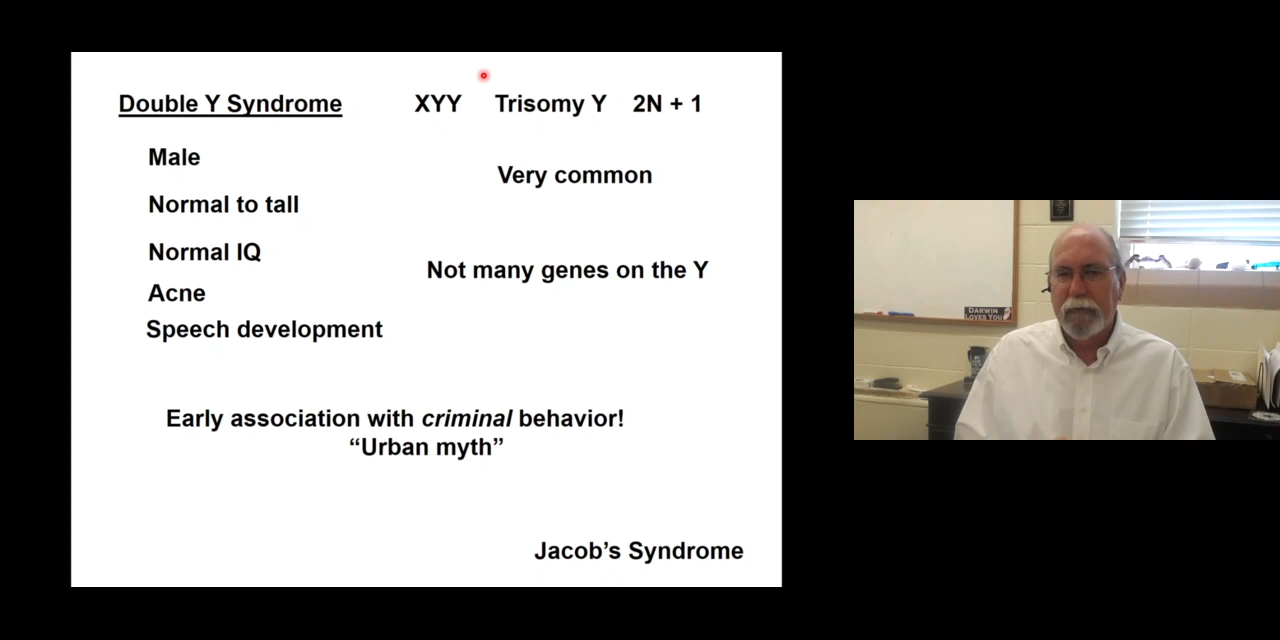 Double Y Syndrome XYY Trisomy Y 2N + 1
Male
Very common
Normal to tall
Normal IQ
Not many genes on the Y
Acne
Speech development
Early association with criminal behavior!
“Urban myth”
Jacob’s Syndrome
DARWIN
LOVES YOU